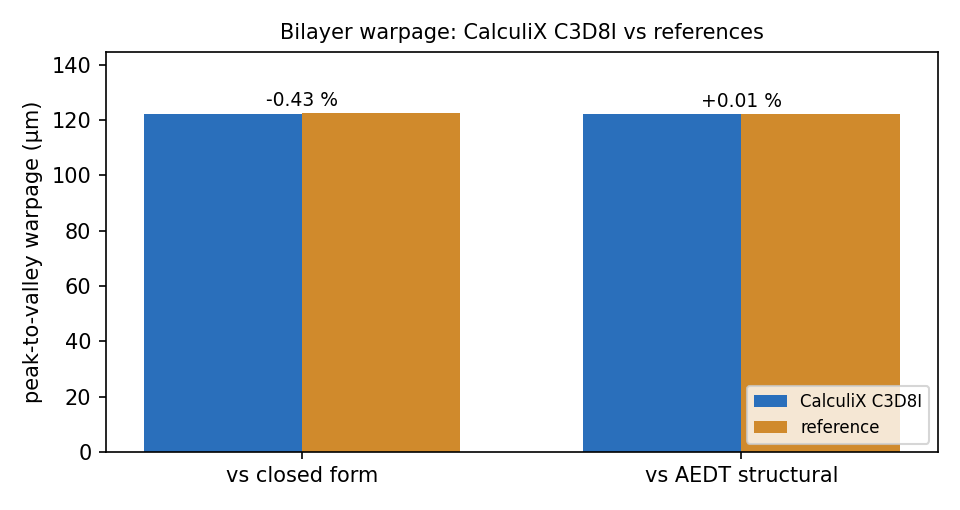 Bilayer warpage: CalculiX C3D8I vs references
peak-to-valley warpage (μm)
140
120
100
80
60
40
20
0
-0.43 %
+0.01 %
CalculiX C3D8I
reference
vs closed form
vs AEDT structural